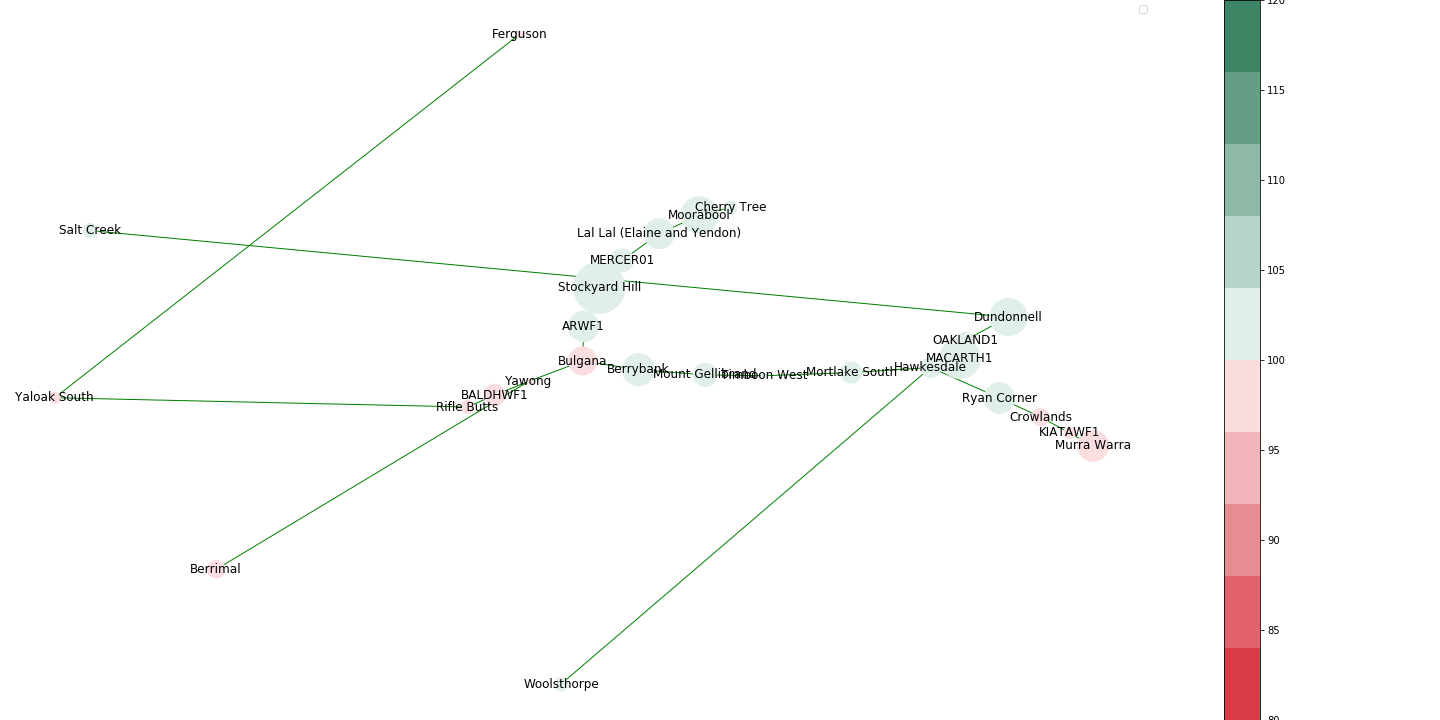 120
Ferguson
115
110
Cherry Tree
Moorabool
Salt Creek
Lal Lal (Elaine and Yendon)
MERCER01
105
Stockyard Hill
Dundonnell
ARWF1
OAKLAND1
MACARTH1
100
Bulgana
Berrybank
Hawkesdale
Mount Gellibrand
Timboon West
Mortlake South
Yawong
BALDHWF1
Yaloak South
Ryan Corner
Rifle Butts
Crowlands
KIATAWF1
Murra Warra
95
90
Berrimal
85
Woolsthorpe
80